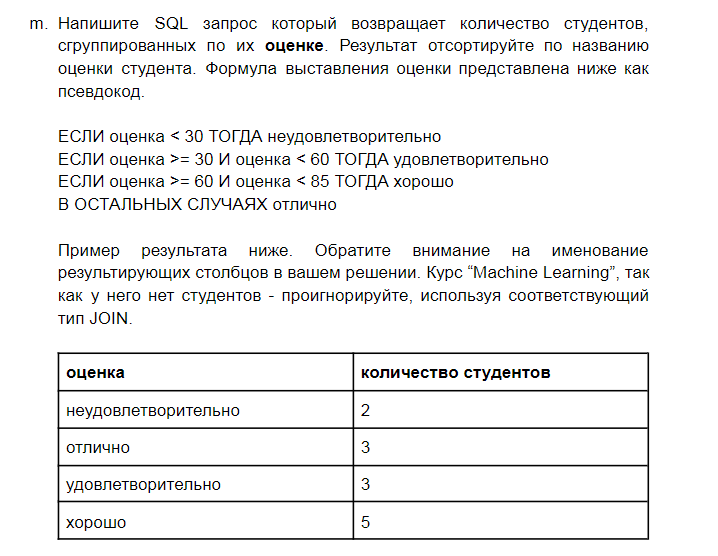 m. Напишите SQL запрос который возвращает количество студентов,
сгруппированных по их оценке. Результат отсортируйте по названию
оценки студента. Формула выставления оценки представлена ниже как
псевдокод.
ЕСЛИ оценка < 30 ТОГДА неудовлетворительно
ЕСЛИ оценка >= 30 И оценка < 60 ТОГДА удовлетворительно
ЕСЛИ оценка >= 60 И оценка < 85 ТОГДА хорошо
В ОСТАЛЬНЫХ СЛУЧАЯХ отлично
Пример результата ниже. Обратите внимание на именование
результирующих столбцов в вашем решении. Курс “Machine Learning”, так
как у него нет студентов - проигнорируйте, используя соответствующий
тип JOIN.
оценка количество студентов
неудовлетворительно 2
отлично 3
удовлетворительно 3
хорошо 5